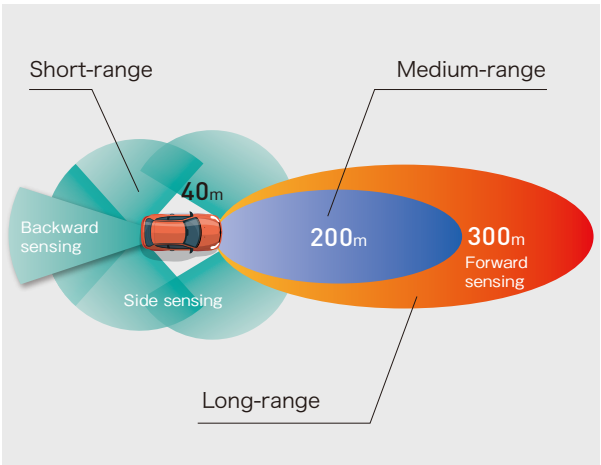 Short-range
Medium-range
40m
Backward
sensing
200m
300m
Forward
sensing
Side sensing
Long-range